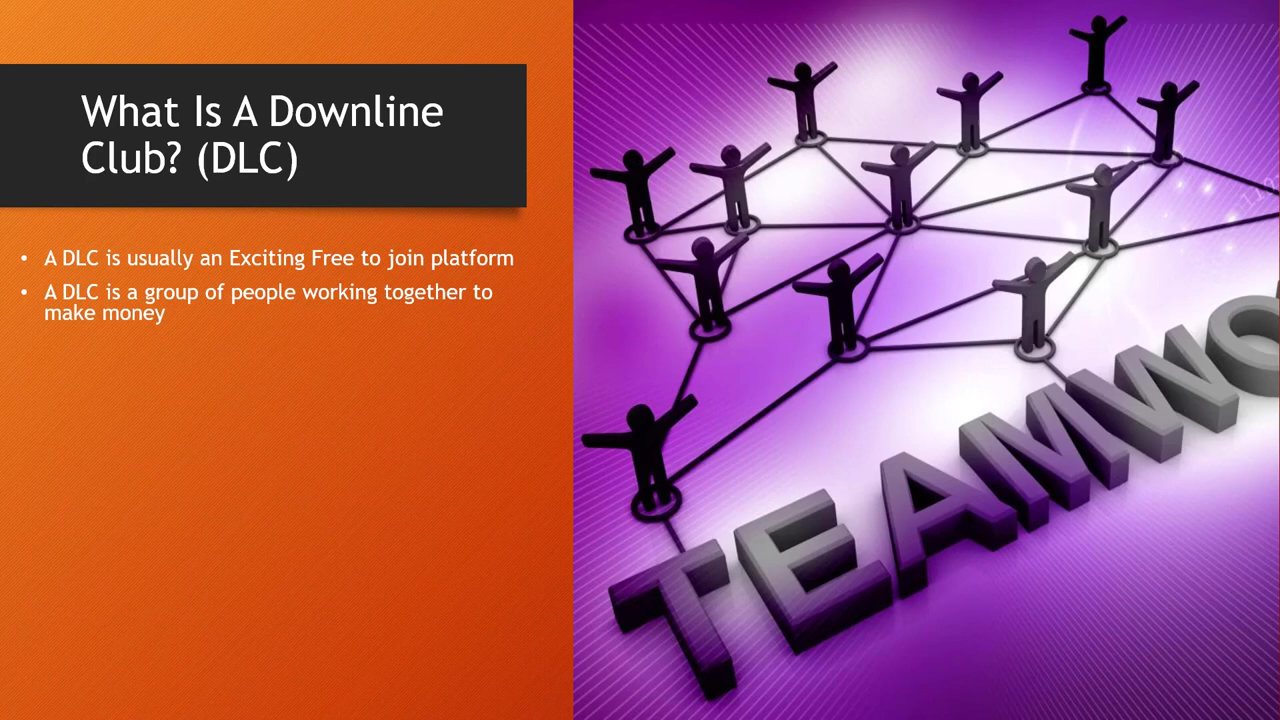 What Is A Downline
Club? (DLC)
• A DLC is usually an Exciting Free to join platform
• A DLC is a group of people working together to
make money
TEAMWO